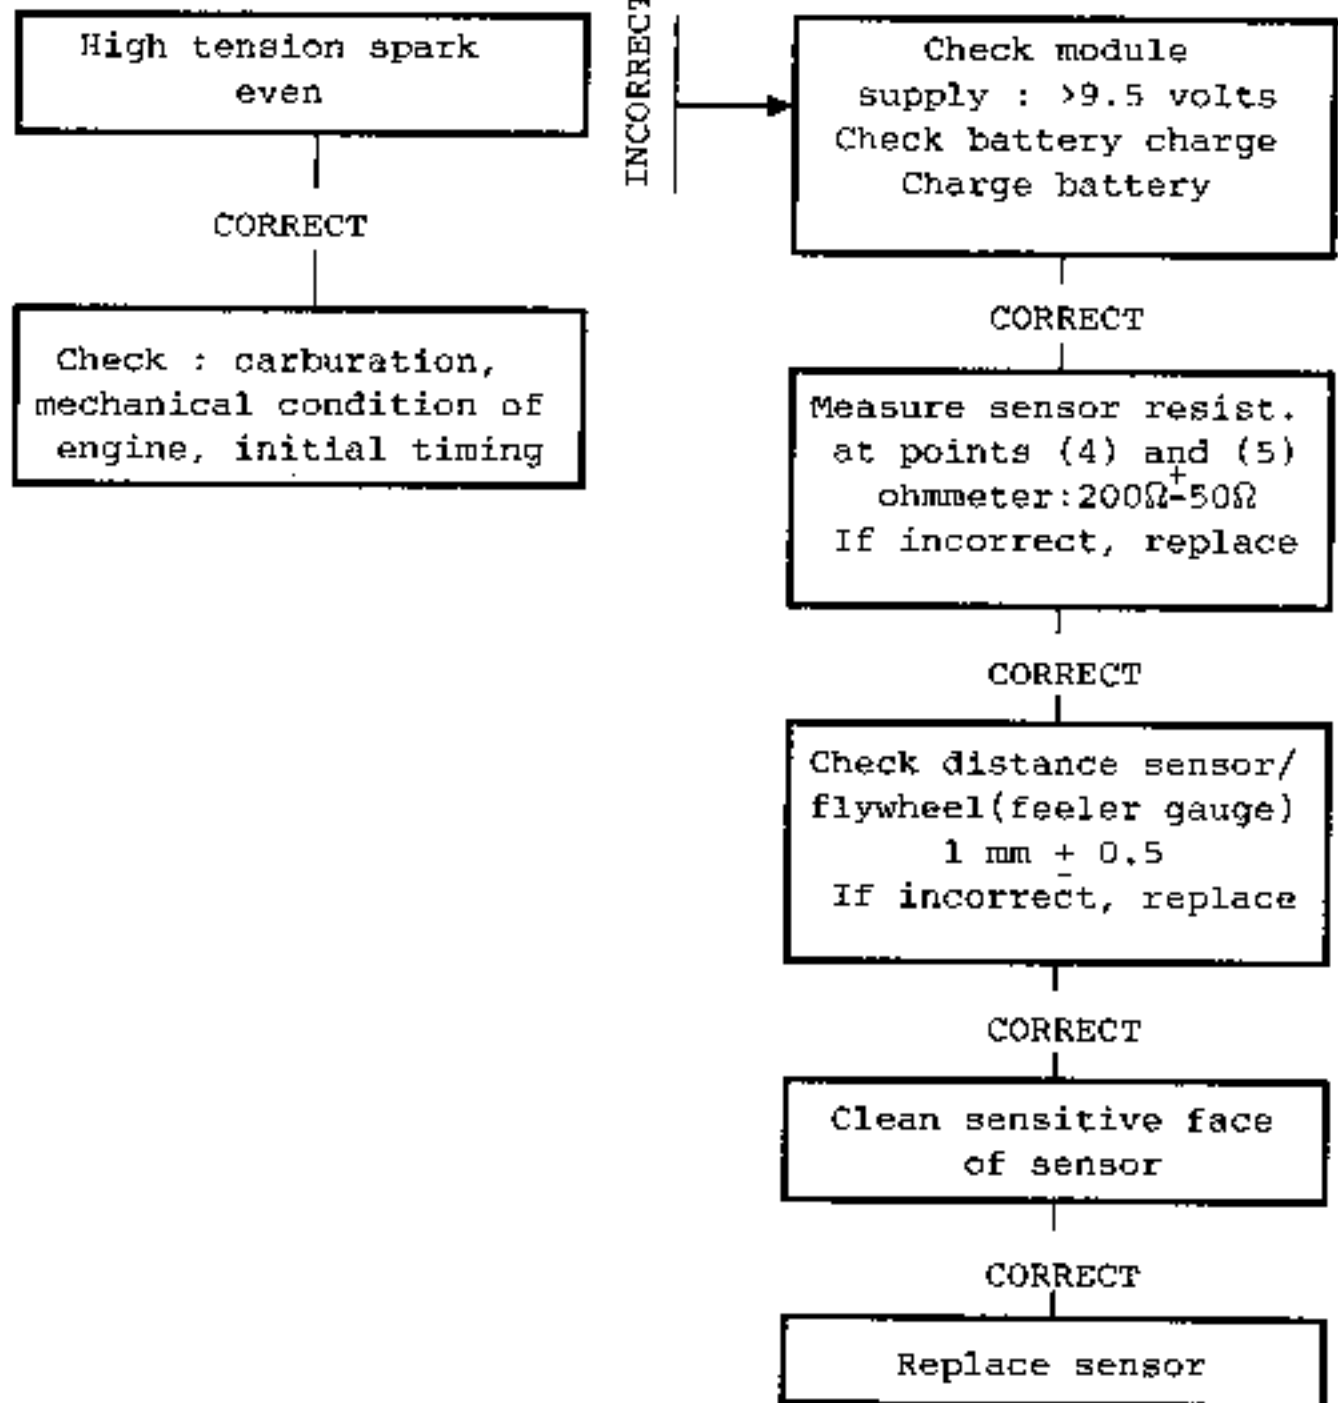 High tension spark
even
CORRECT
Check : carburation,
mechanical condition of
engine, initial timing
INCORRECT
Check module
supply : >9.5 volts
Check battery charge
Charge battery
CORRECT
Measure sensor resist.
at points (4) and (5)
ohmmeter:200Ω±50Ω
If incorrect, replace
CORRECT
Check distance sensor/
flywheel(feeler gauge)
1 mm ± 0.5
If incorrect, replace
CORRECT
Clean sensitive face
of sensor
CORRECT
Replace sensor